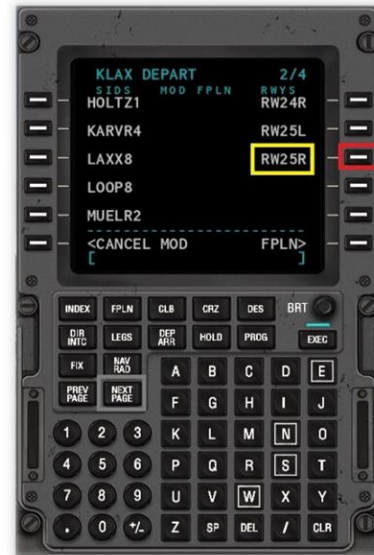 KLAX DEPART 2/4
SIDS MOD FPLN RWYS
HOLTZ1 RW24R
KARVR4 RW25L
LAXX8 RW25R
LOOP8
MUELR2
<CANCEL MOD FPLN>
[ ]
INDEX FPLN CLB CRZ DES BRT
DIR INTC LEGS DEP ARR HOLD PROG EXEC
FIX NAV RAD
PREV PAGE NEXT PAGE
A B C D E
F G H I J
1 2 3 K L M N O
4 5 6 P Q R S T
7 8 9 U V W X Y
. 0 +/- Z SP DEL / CLR